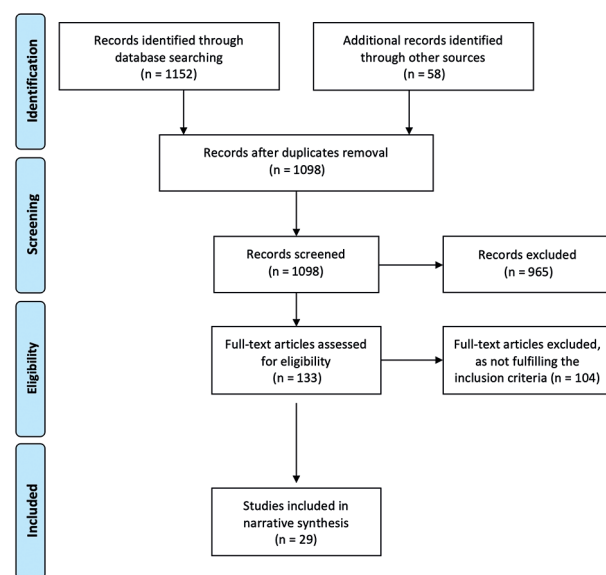 Identification
Records identified through
database searching
(n = 1152)
Additional records identified
through other sources
(n = 58)
Records after duplicates removal
(n = 1098)
Screening
Records screened
(n = 1098)
Records excluded
(n = 965)
Eligibility
Full-text articles assessed
for eligibility
(n = 133)
Full-text articles excluded,
as not fulfilling the
inclusion criteria (n = 104)
Included
Studies included in
narrative synthesis
(n = 29)